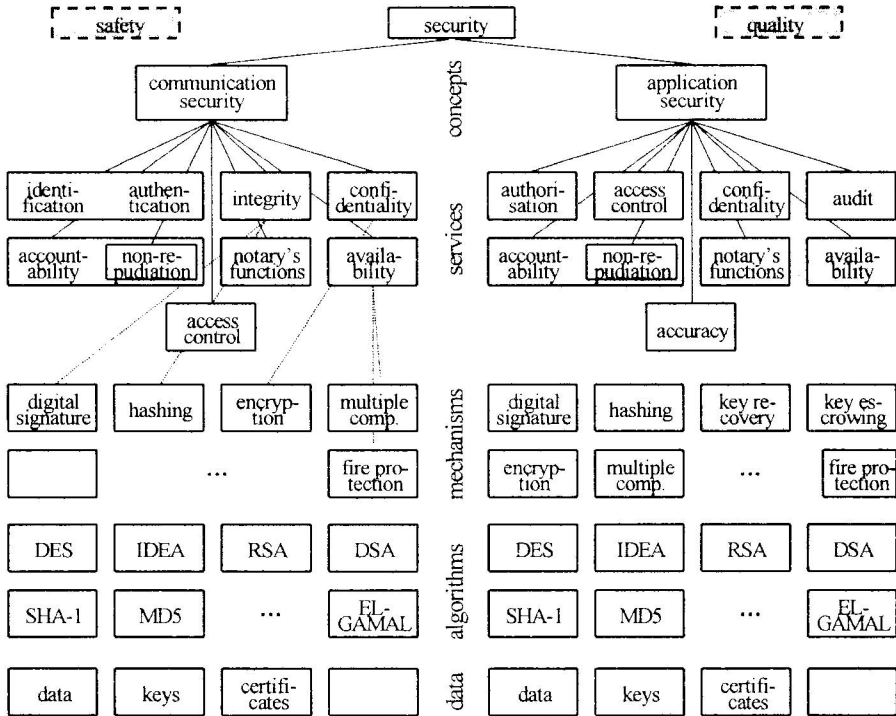 safety
security
quality
communication
security
concepts
application
security
identi-
fication
authen-
tication
integrity
confi-
dentiality
services
authori-
sation
access
control
confi-
dentiality
audit
account-
ability
non-re-
pudiation
notary's
functions
availa-
bility
account-
ability
non-re-
pudiation
notary's
functions
availa-
bility
access
control
accuracy
digital
signature
hashing
encryp-
tion
multiple
comp.
mechanisms
digital
signature
hashing
key re-
covery
key es-
crowing
...
fire pro-
tection
encryp-
tion
multiple
comp.
...
fire pro-
tection
DES
IDEA
RSA
DSA
algorithms
DES
IDEA
RSA
DSA
SHA-1
MD5
...
EL-
GAMAL
SHA-1
MD5
...
EL-
GAMAL
data
keys
certifi-
cates
data
data
keys
certifi-
cates